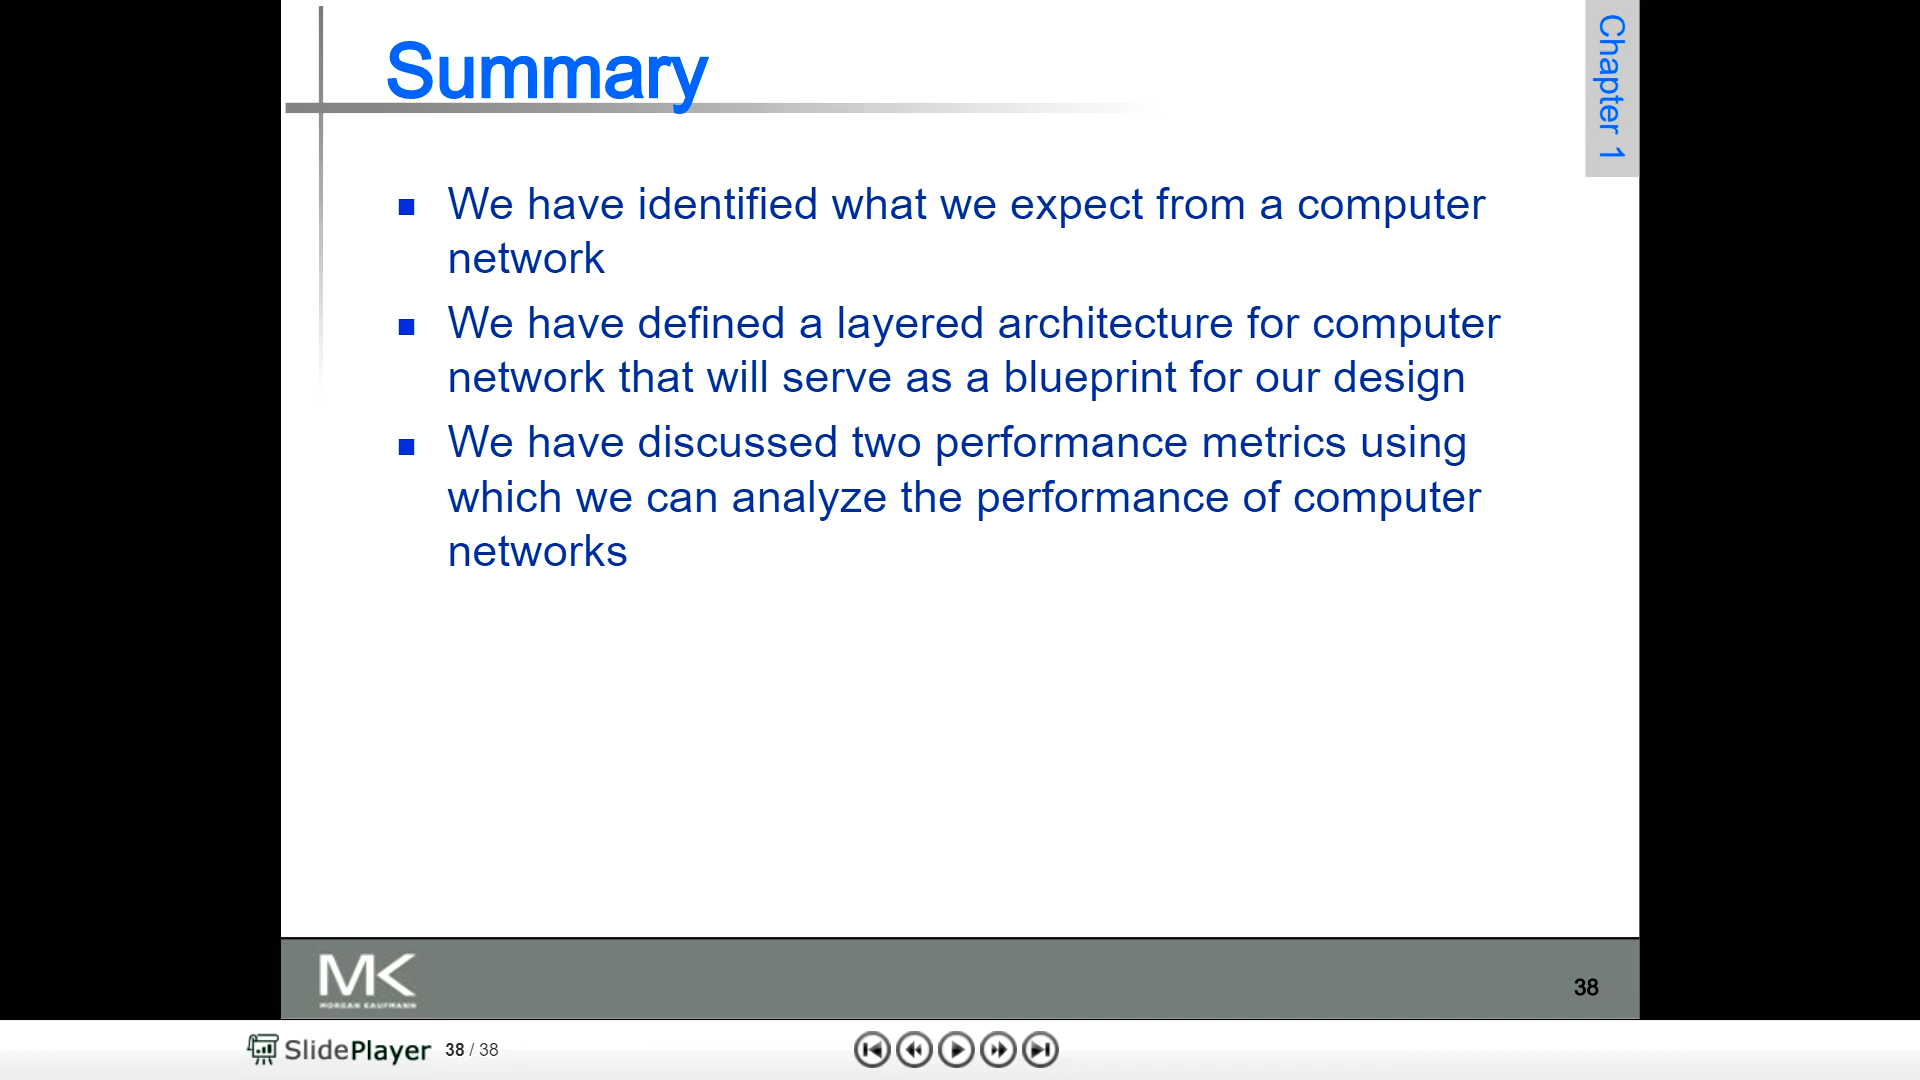 Summary
Chapter 1
We have identified what we expect from a computer
network
We have defined a layered architecture for computer
network that will serve as a blueprint for our design
We have discussed two performance metrics using
which we can analyze the performance of computer
networks
MK
MORGAN KAUFMANN
38
SlidePlayer
38 / 38